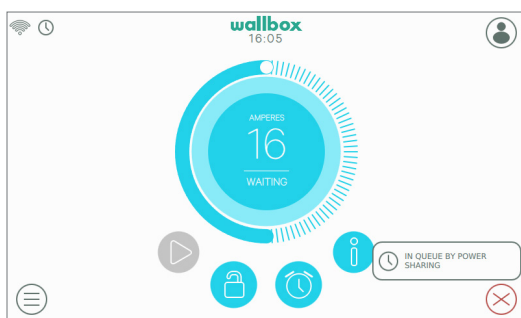 wallbox
16:05
AMPERES
16
WAITING
IN QUEUE BY POWER
SHARING